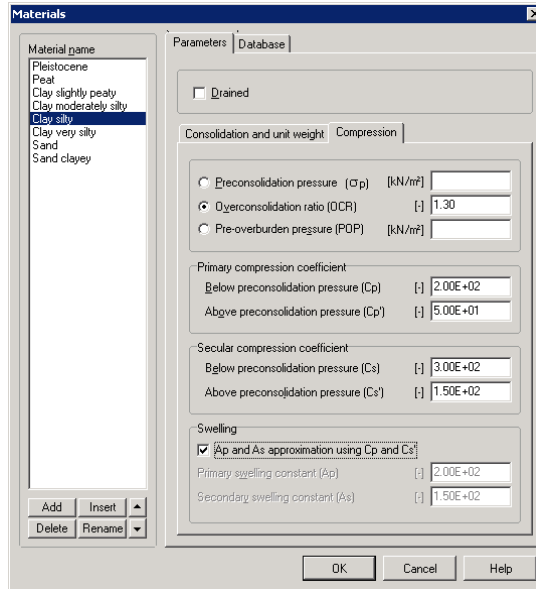 Materials
Material name
Pleistocene
Peat
Clay slightly peaty
Clay moderately silty
Clay silty
Clay very silty
Sand
Sand clayey
Add Insert
Delete Rename
Parameters Database
Drained
Consolidation and unit weight Compression
Preconsolidation pressure (σp) [kN/m²]
Overconsolidation ratio (OCR) [-] 1.30
Pre-overburden pressure (POP) [kN/m²]
Primary compression coefficient
Below preconsolidation pressure (Cp) [-] 2.00E+02
Above preconsolidation pressure (Cp') [-] 5.00E+01
Secular compression coefficient
Below preconsolidation pressure (Cs) [-] 3.00E+02
Above preconsolidation pressure (Cs') [-] 1.50E+02
Swelling
Ap and As approximation using Cp and Cs'
Primary swelling constant (Ap) [-] 2.00E+02
Secondary swelling constant (As) [-] 1.50E+02
OK Cancel Help